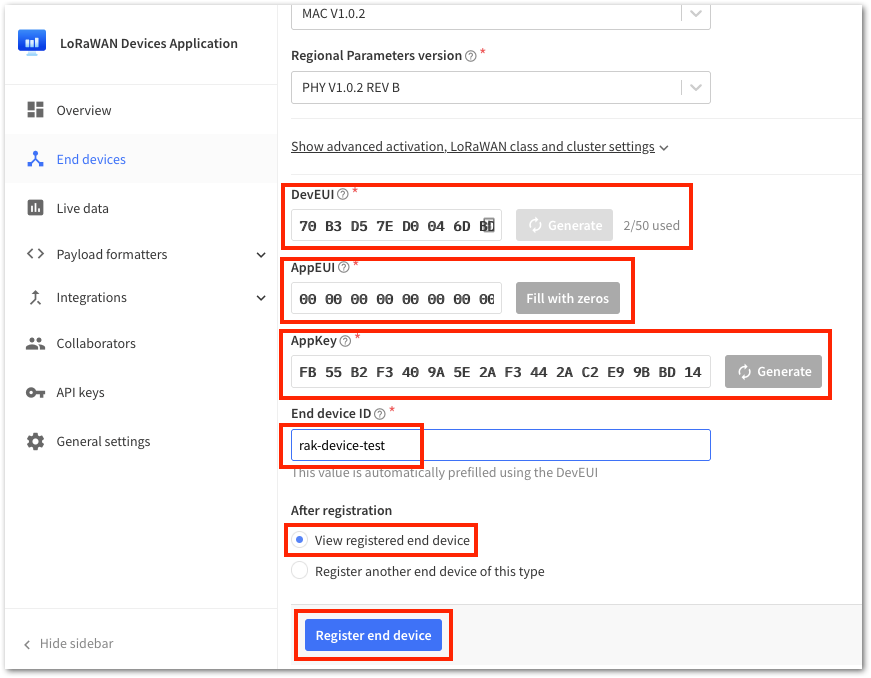 MAC V1.0.2
LoRaWAN Devices Application
Regional Parameters version *
PHY V1.0.2 REV B
Overview
Show advanced activation, LoRaWAN class and cluster settings
End devices
DevEUI *
Live data
70 B3 D5 7E D0 04 6D BD Generate 2/50 used
Payload formatters
AppEUI *
Integrations
00 00 00 00 00 00 00 00 Fill with zeros
Collaborators
AppKey *
FB 55 B2 F3 40 9A 5E 2A F3 44 2A C2 E9 9B BD 14 Generate
API keys
End device ID *
General settings
rak-device-test
This value is automatically prefilled using the DevEUI
After registration
View registered end device
Register another end device of this type
Hide sidebar
Register end device